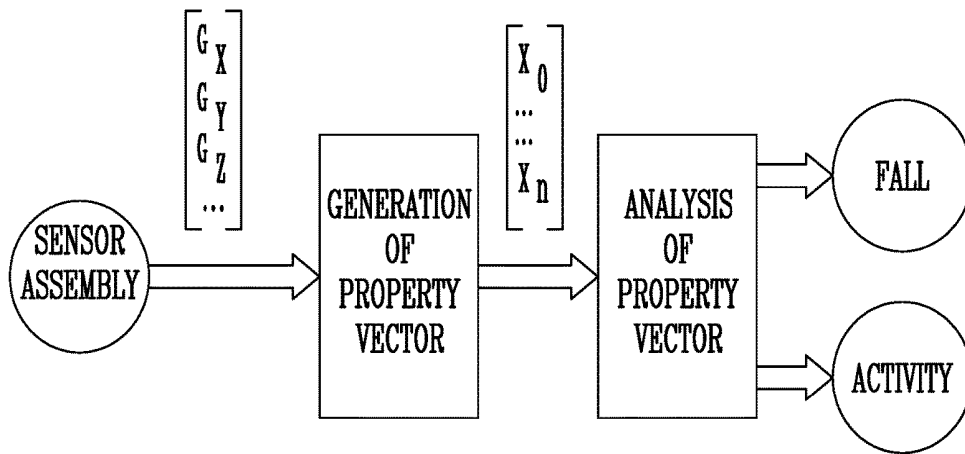 SENSOR
ASSEMBLY
G X
G Y
G Z
...
GENERATION
OF
PROPERTY
VECTOR
X 0
...
...
X n
ANALYSIS
OF
PROPERTY
VECTOR
FALL
ACTIVITY